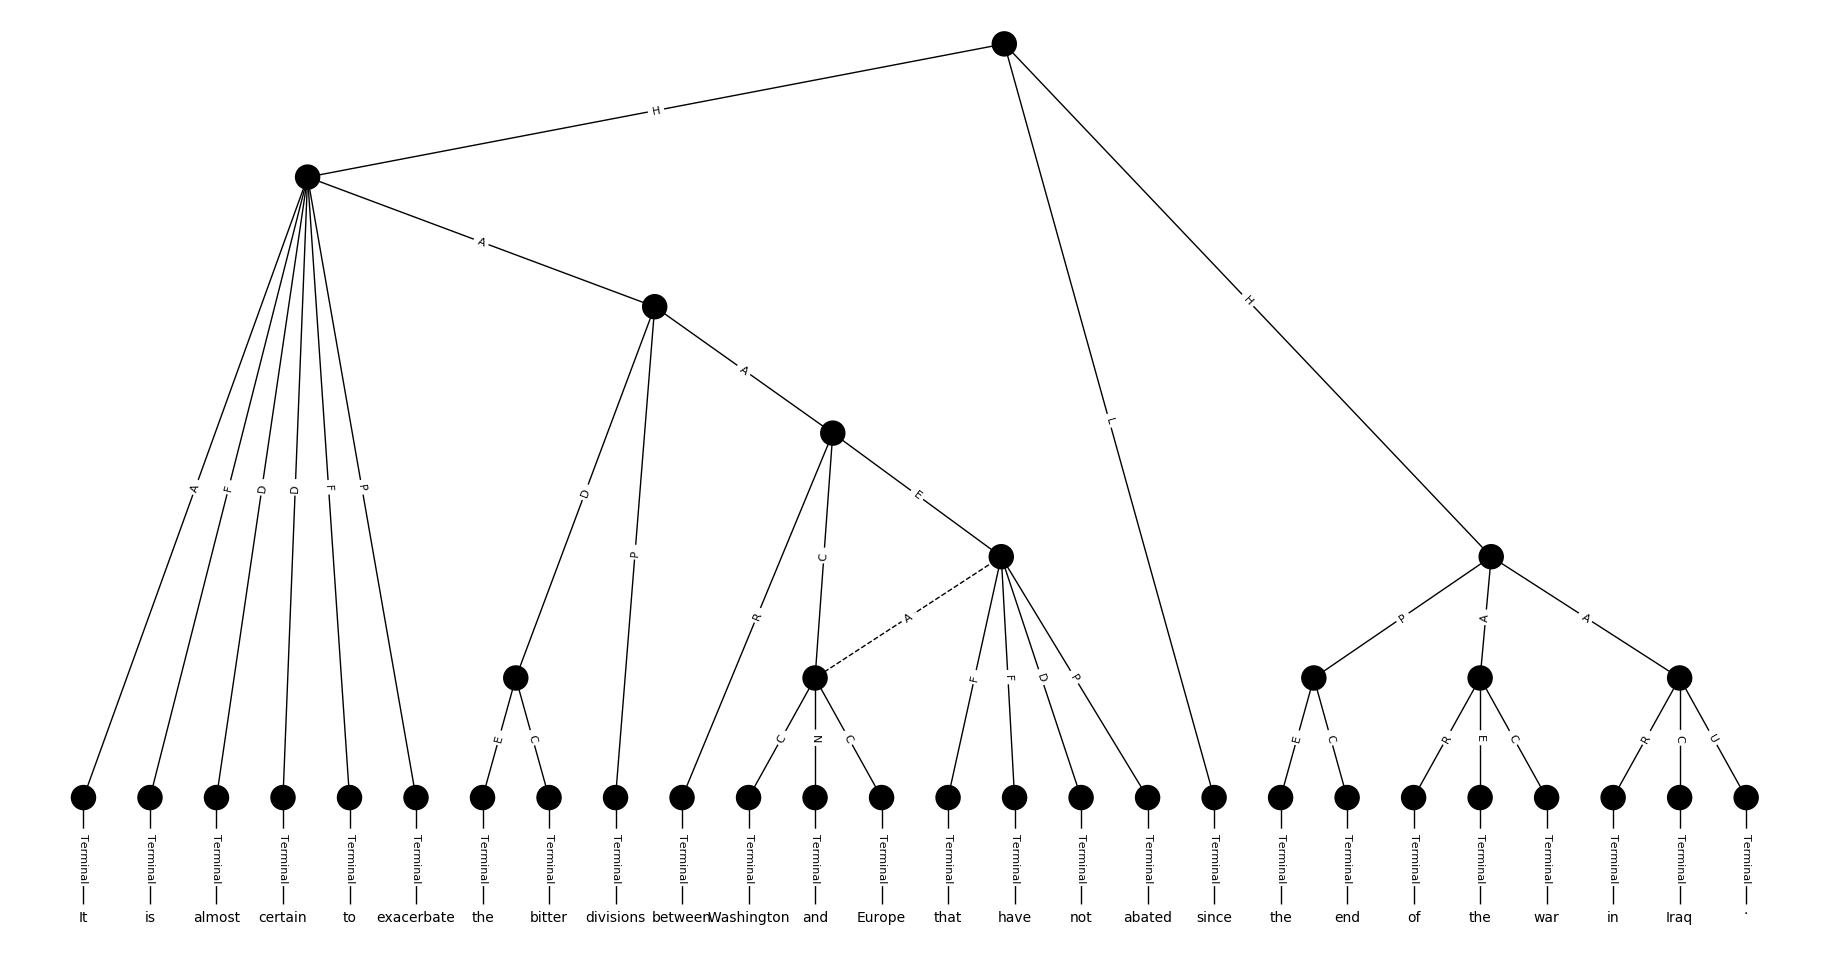 H
A
A
H
L
A F D D F P
D P
R C E
A
F F D P
P A A
E C
C N C
E C
R E C
R C U
Terminal Terminal Terminal Terminal Terminal Terminal Terminal Terminal Terminal Terminal Terminal Terminal Terminal Terminal Terminal Terminal Terminal Terminal Terminal Terminal Terminal Terminal Terminal Terminal Terminal Terminal
It is almost certain to exacerbate the bitter divisions between Washington and Europe that have not abated since the end of the war in Iraq .